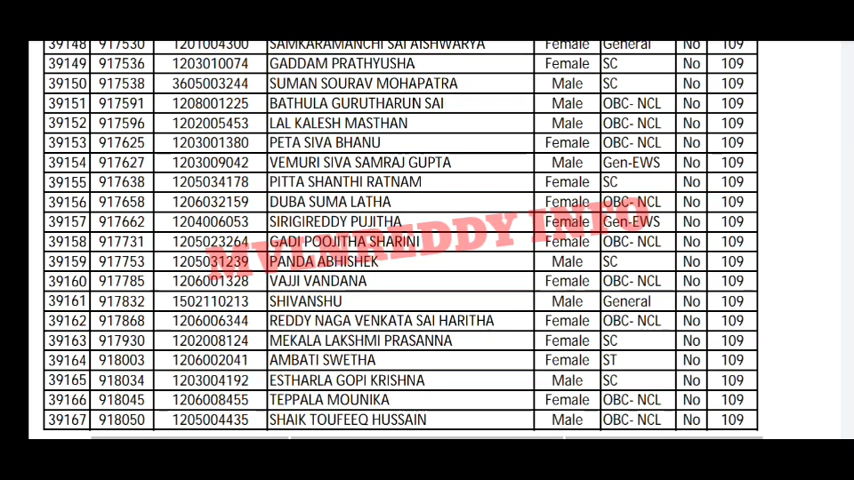 39148 917530 1201004300 SAMKARAMANCHI SAI AISHWARYA Female General No 109
39149 917536 1203010074 GADDAM PRATHYUSHA Female SC No 109
39150 917538 3605003244 SUMAN SOURAV MOHAPATRA Male SC No 109
39151 917591 1208001225 BATHULA GURUTHARUN SAI Male OBC- NCL No 109
39152 917596 1202005453 LAL KALESH MASTHAN Male OBC- NCL No 109
39153 917625 1203001380 PETA SIVA BHANU Female OBC- NCL No 109
39154 917627 1203009042 VEMURI SIVA SAMRAJ GUPTA Male Gen-EWS No 109
39155 917638 1205034178 PITTA SHANTHI RATNAM Female SC No 109
39156 917658 1206032159 DUBA SUMA LATHA Female OBC- NCL No 109
39157 917662 1204006053 SIRIGIREDDY PUJITHA Female Gen-EWS No 109
39158 917731 1205023264 GADI POOJITHA SHARINI Female OBC- NCL No 109
39159 917753 1205031239 PANDA ABHISHEK Male SC No 109
39160 917785 1206001328 VAJJI VANDANA Female OBC- NCL No 109
39161 917832 1502110213 SHIVANSHU Male General No 109
39162 917868 1206006344 REDDY NAGA VENKATA SAI HARITHA Female OBC- NCL No 109
39163 917930 1202008124 MEKALA LAKSHMI PRASANNA Female SC No 109
39164 918003 1206002041 AMBATI SWETHA Female ST No 109
39165 918034 1203004192 ESTHARLA GOPI KRISHNA Male SC No 109
39166 918045 1206008455 TEPPALA MOUNIKA Female OBC- NCL No 109
39167 918050 1205004435 SHAIK TOUFEEQ HUSSAIN Male OBC- NCL No 109
MVLNREDDY INFO